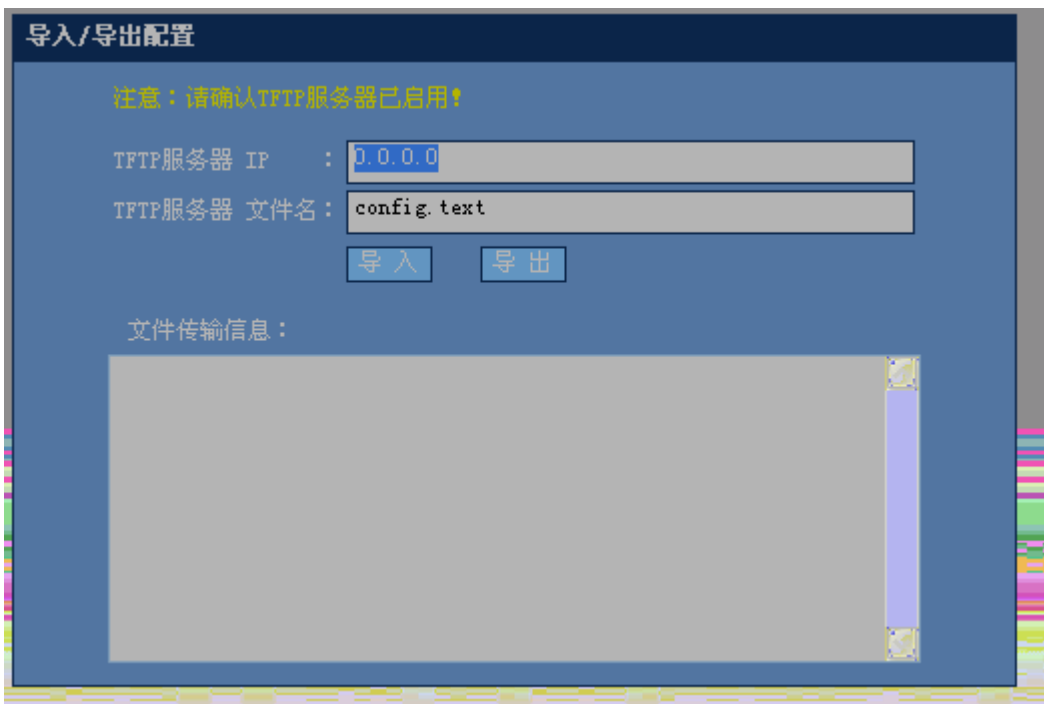 导入/导出配置
注意：请确认TFTP服务器已启用！
TFTP服务器 IP ： 0.0.0.0
TFTP服务器 文件名： config.text
导 入 导 出
文件传输信息：